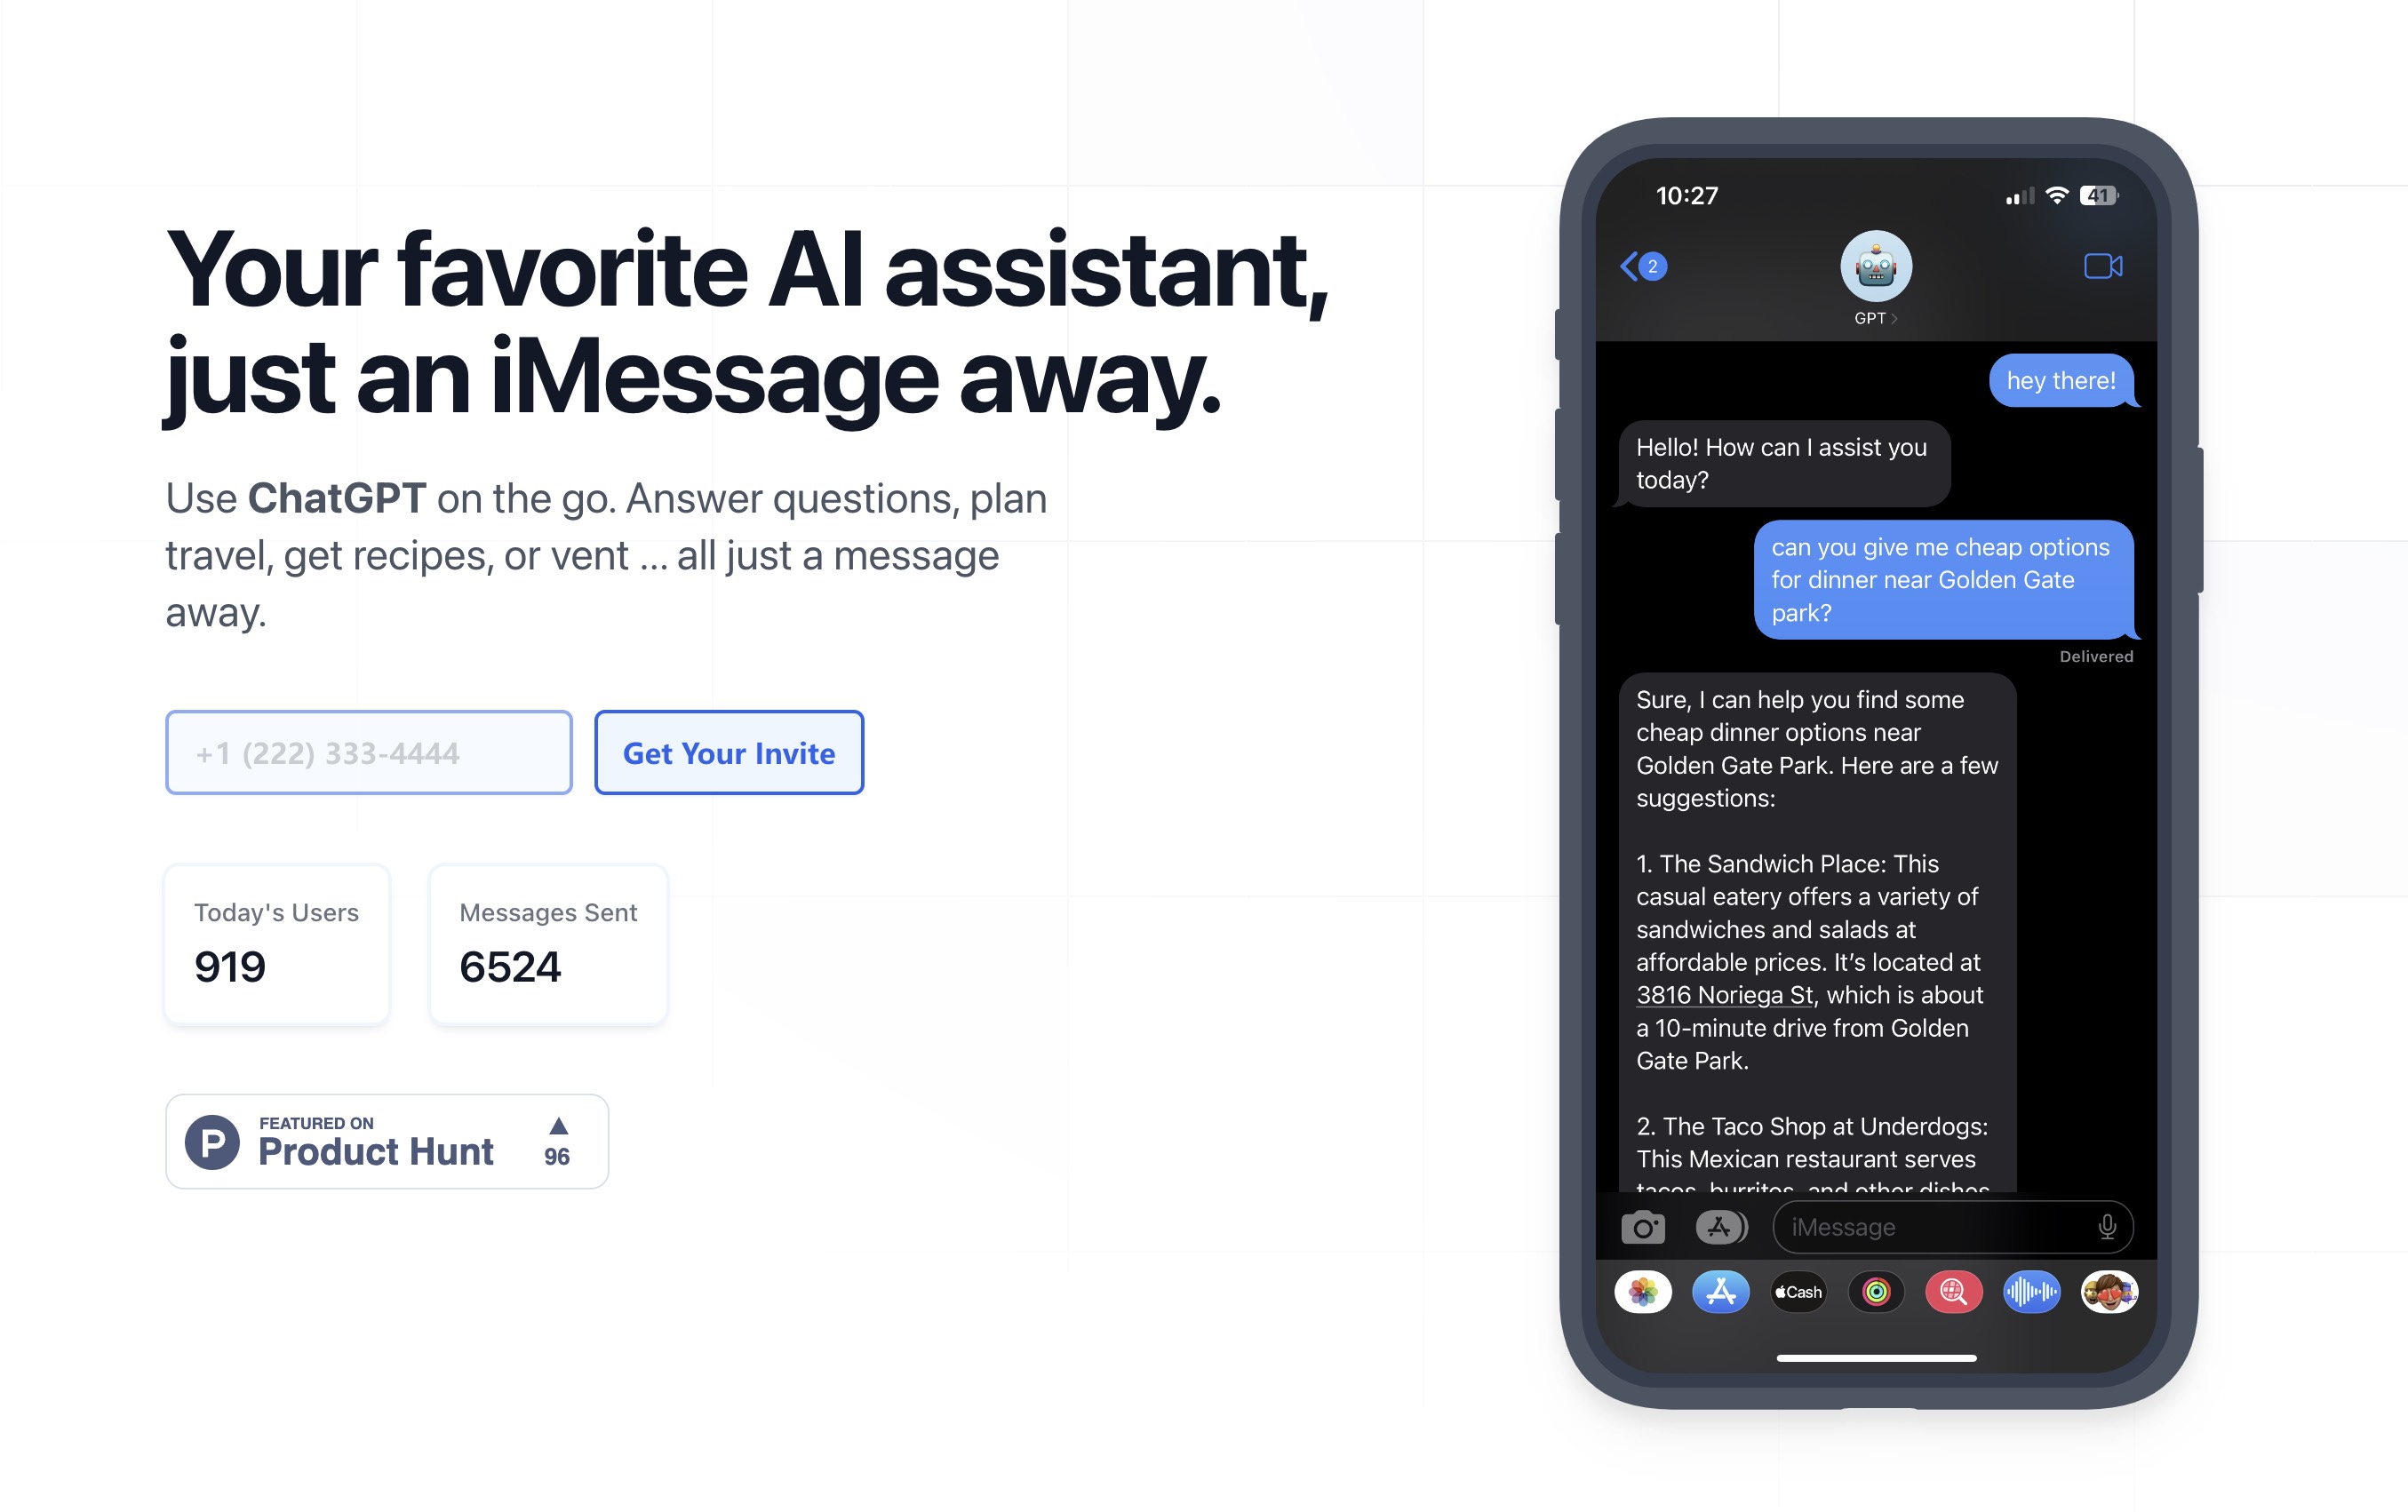 Your favorite AI assistant,
just an iMessage away.
Use ChatGPT on the go. Answer questions, plan
travel, get recipes, or vent ... all just a message
away.
+1 (222) 333-4444
Get Your Invite
Today's Users
919
Messages Sent
6524
P
FEATURED ON
Product Hunt
96
10:27
41
2
GPT
hey there!
Hello! How can I assist you
today?
can you give me cheap options
for dinner near Golden Gate
park?
Delivered
Sure, I can help you find some
cheap dinner options near
Golden Gate Park. Here are a few
suggestions:
1. The Sandwich Place: This
casual eatery offers a variety of
sandwiches and salads at
affordable prices. It’s located at
3816 Noriega St, which is about
a 10-minute drive from Golden
Gate Park.
2. The Taco Shop at Underdogs:
This Mexican restaurant serves
tacos, burritos, and other dishes
iMessage
Cash